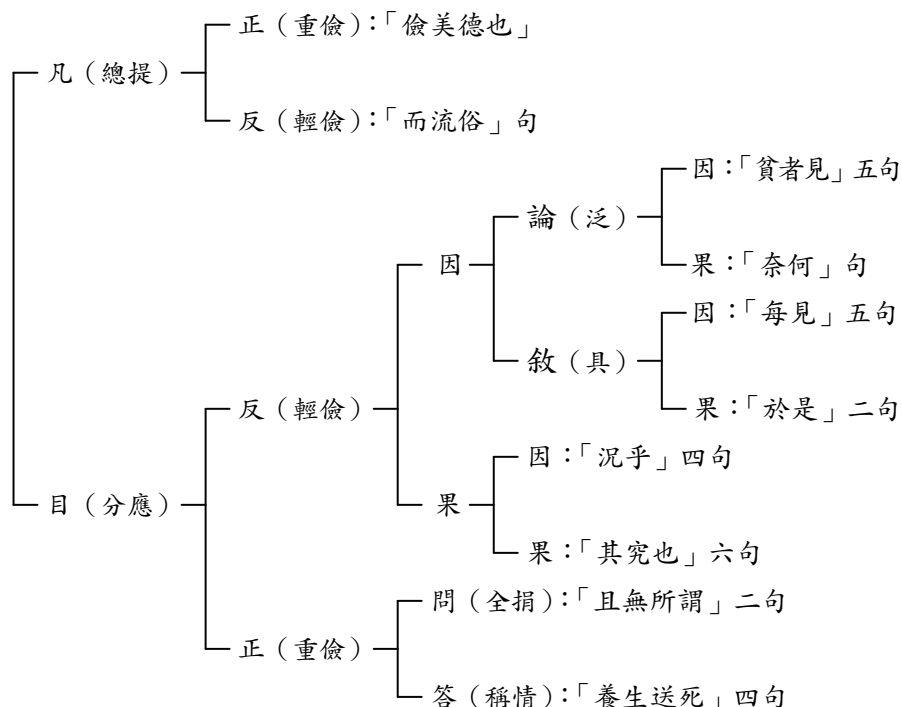 正（重儉）：「儉美德也」
凡（總提）
反（輕儉）：「而流俗」句
因：「貧者見」五句
論（泛）
果：「奈何」句
因
因：「每見」五句
敘（具）
果：「於是」二句
反（輕儉）
因：「況乎」四句
果
果：「其究也」六句
目（分應）
問（全捐）：「且無所謂」二句
正（重儉）
答（稱情）：「養生送死」四句